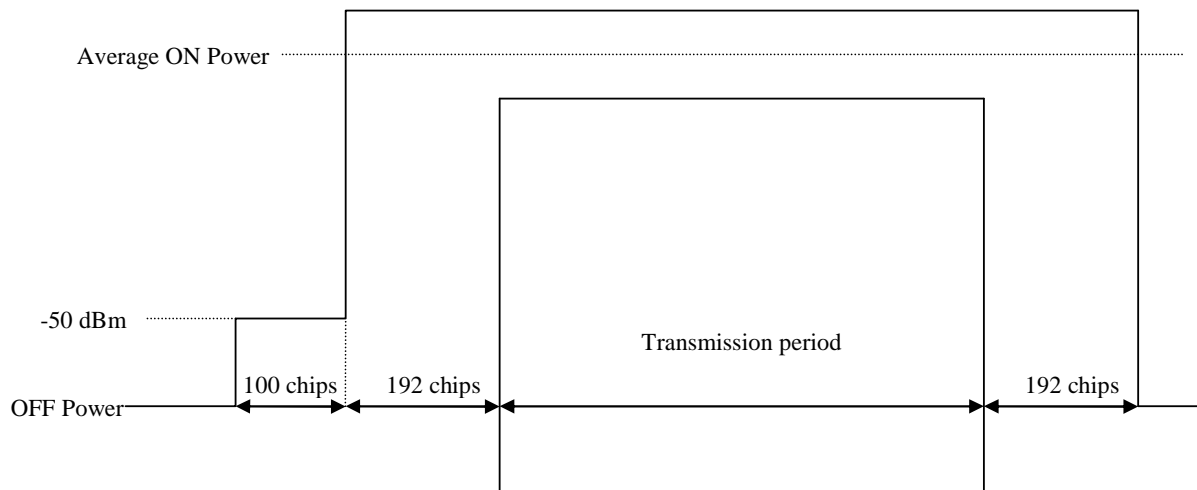 Average ON Power
-50 dBm
Transmission period
100 chips
192 chips
192 chips
OFF Power